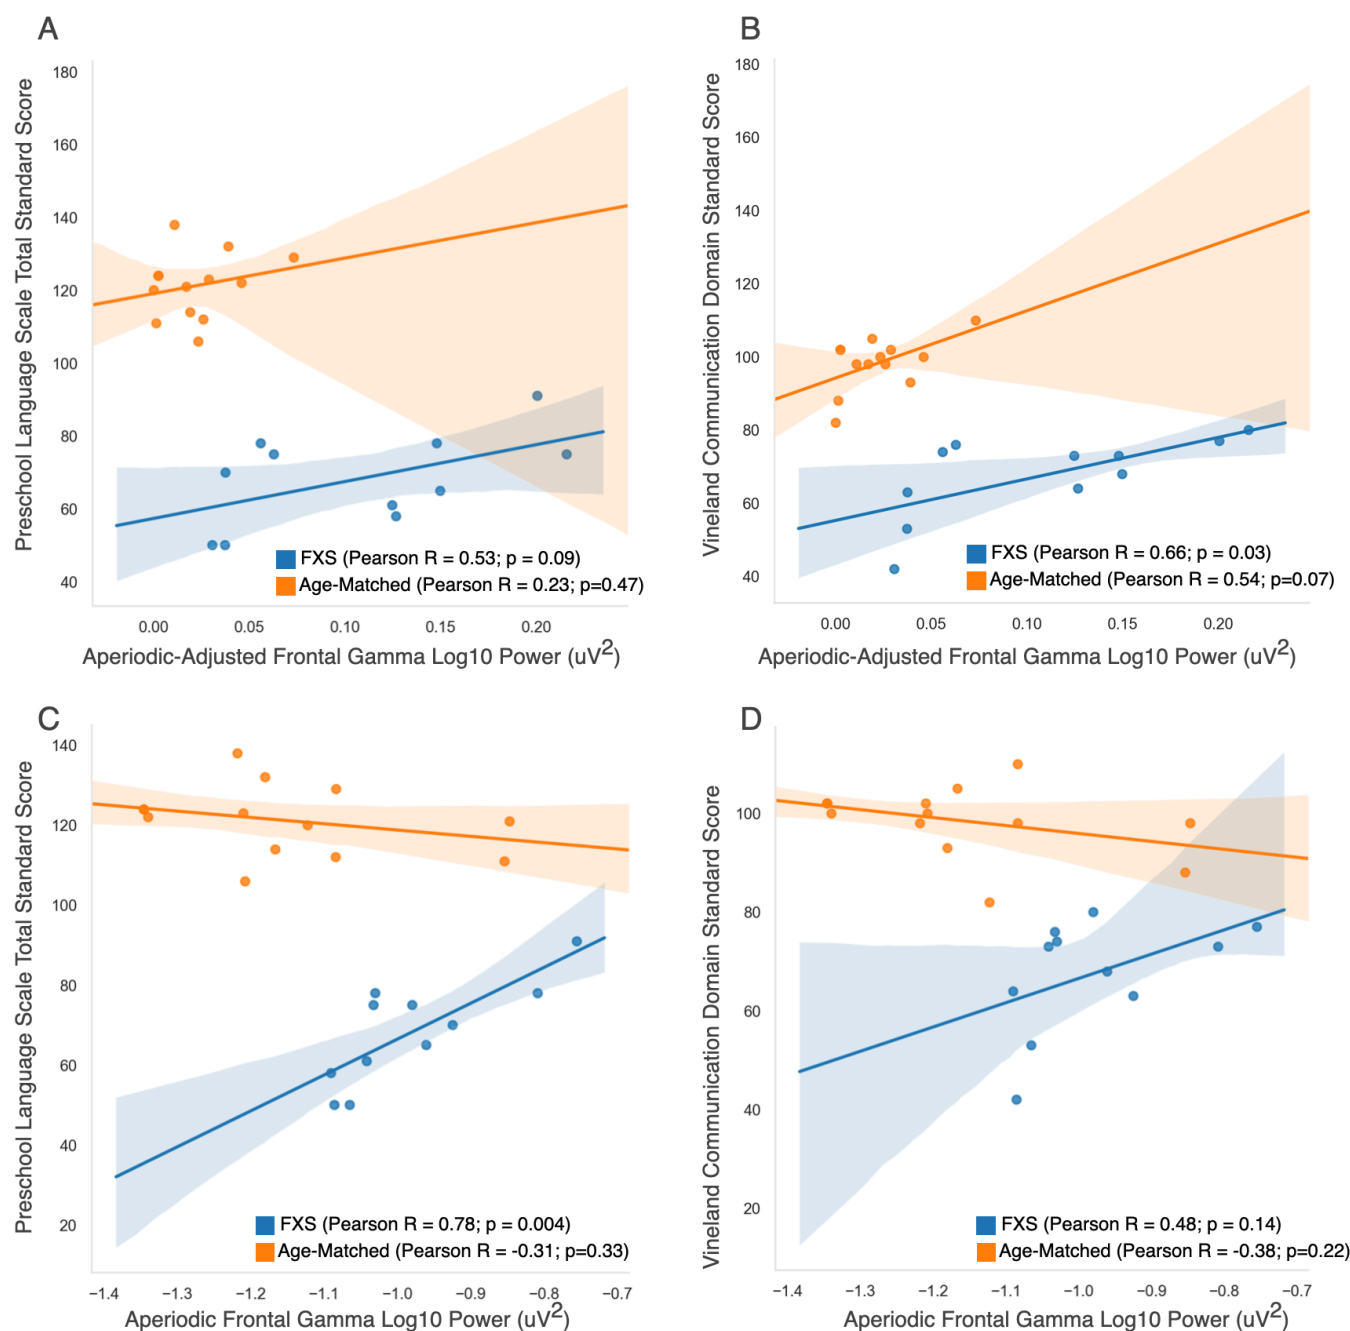 A
Preschool Language Scale Total Standard Score
180
160
140
120
100
80
60
40
FXS (Pearson R = 0.53; p = 0.09)
Age-Matched (Pearson R = 0.23; p=0.47)
0.00 0.05 0.10 0.15 0.20
Aperiodic-Adjusted Frontal Gamma Log10 Power (uV2)
B
Vineland Communication Domain Standard Score
180
160
140
120
100
80
60
40
FXS (Pearson R = 0.66; p = 0.03)
Age-Matched (Pearson R = 0.54; p=0.07)
0.00 0.05 0.10 0.15 0.20
Aperiodic-Adjusted Frontal Gamma Log10 Power (uV2)
C
Preschool Language Scale Total Standard Score
140
120
100
80
60
40
20
FXS (Pearson R = 0.78; p = 0.004)
Age-Matched (Pearson R = -0.31; p=0.33)
−1.4 −1.3 −1.2 −1.1 −1.0 −0.9 −0.8 −0.7
Aperiodic Frontal Gamma Log10 Power (uV2)
D
Vineland Communication Domain Standard Score
100
80
60
40
20
FXS (Pearson R = 0.48; p = 0.14)
Age-Matched (Pearson R = -0.38; p=0.22)
−1.4 −1.3 −1.2 −1.1 −1.0 −0.9 −0.8 −0.7
Aperiodic Frontal Gamma Log10 Power (uV2)